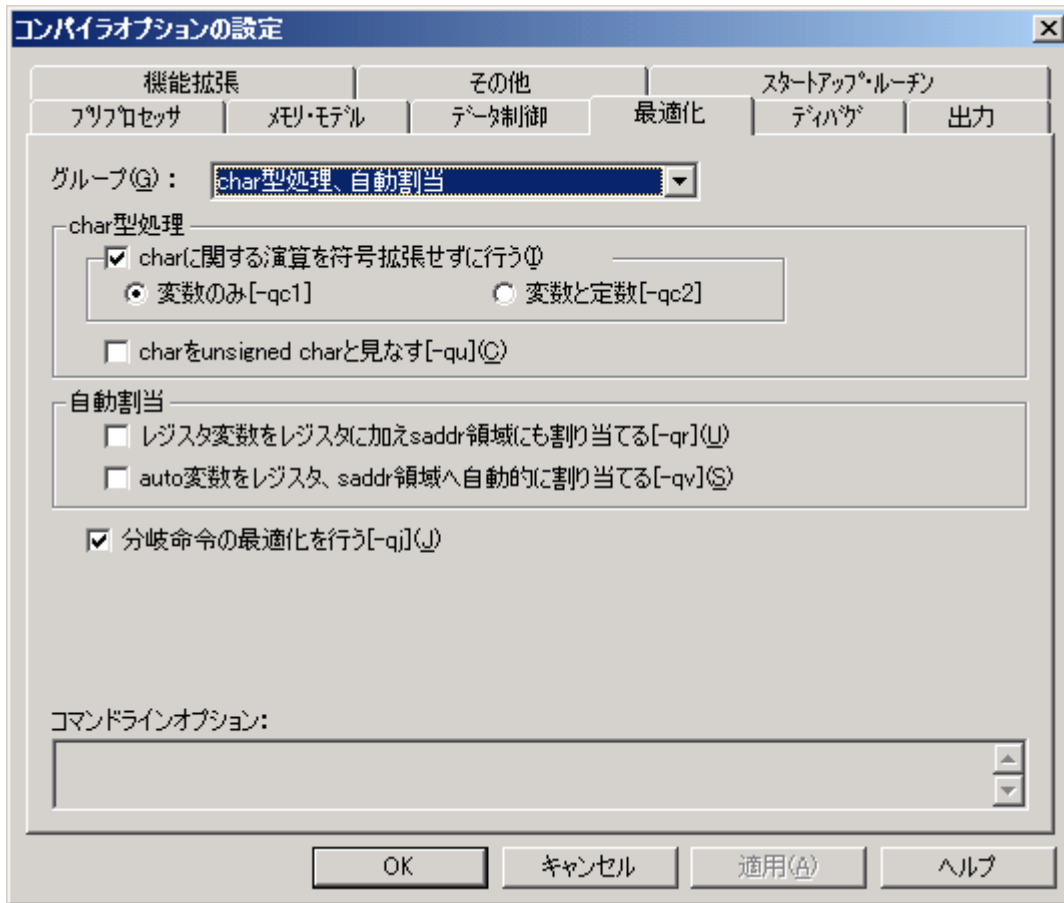 コンパイラオプションの設定
機能拡張 その他 ｽﾀｰﾄｱｯﾌﾟ･ﾙｰﾁﾝ
ﾌﾟﾘﾌﾟﾛｾｯｻ ﾒﾓﾘ･ﾓﾃﾞﾙ ﾃﾞｰﾀ制御 最適化 ﾃﾞｨﾊﾞｸﾞ 出力
グループ(G)： char型処理、自動割当
char型処理
charに関する演算を符号拡張せずに行う(I)
変数のみ[-qc1] 変数と定数[-qc2]
charをunsigned charと見なす[-qu](C)
自動割当
レジスタ変数をレジスタに加えsaddr領域にも割り当てる[-qr](U)
auto変数をレジスタ、saddr領域へ自動的に割り当てる[-qv](S)
分岐命令の最適化を行う[-qj](J)
コマンドラインオプション：
OK キャンセル 適用(A) ヘルプ